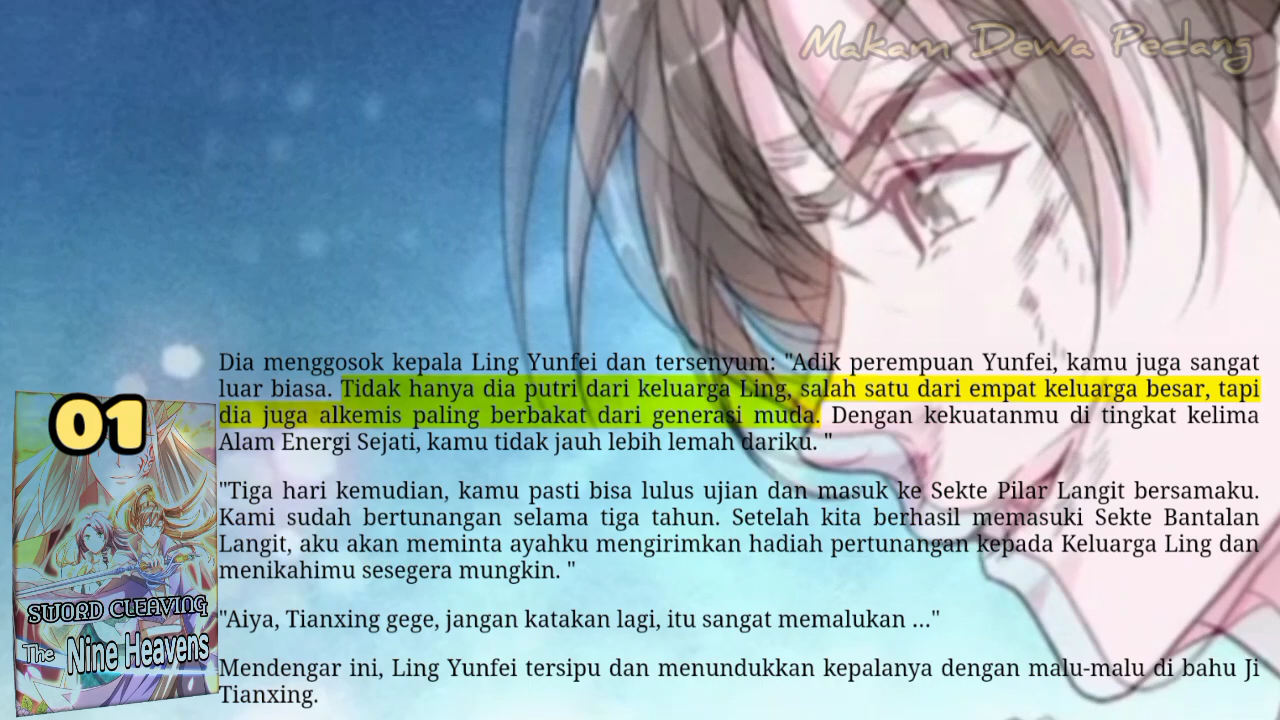 Makam Dewa Pedang
Dia menggosok kepala Ling Yunfei dan tersenyum: "Adik perempuan Yunfei, kamu juga sangat
luar biasa. Tidak hanya dia putri dari keluarga Ling, salah satu dari empat keluarga besar, tapi
dia juga alkemis paling berbakat dari generasi muda. Dengan kekuatanmu di tingkat kelima
Alam Energi Sejati, kamu tidak jauh lebih lemah dariku. "
"Tiga hari kemudian, kamu pasti bisa lulus ujian dan masuk ke Sekte Pilar Langit bersamaku.
Kami sudah bertunangan selama tiga tahun. Setelah kita berhasil memasuki Sekte Bantalan
Langit, aku akan meminta ayahku mengirimkan hadiah pertunangan kepada Keluarga Ling dan
menikahimu sesegera mungkin. "
"Aiya, Tianxing gege, jangan katakan lagi, itu sangat memalukan ..."
Mendengar ini, Ling Yunfei tersipu dan menundukkan kepalanya dengan malu-malu di bahu Ji
Tianxing.
01
SWORD CLEAVING
The Nine Heavens